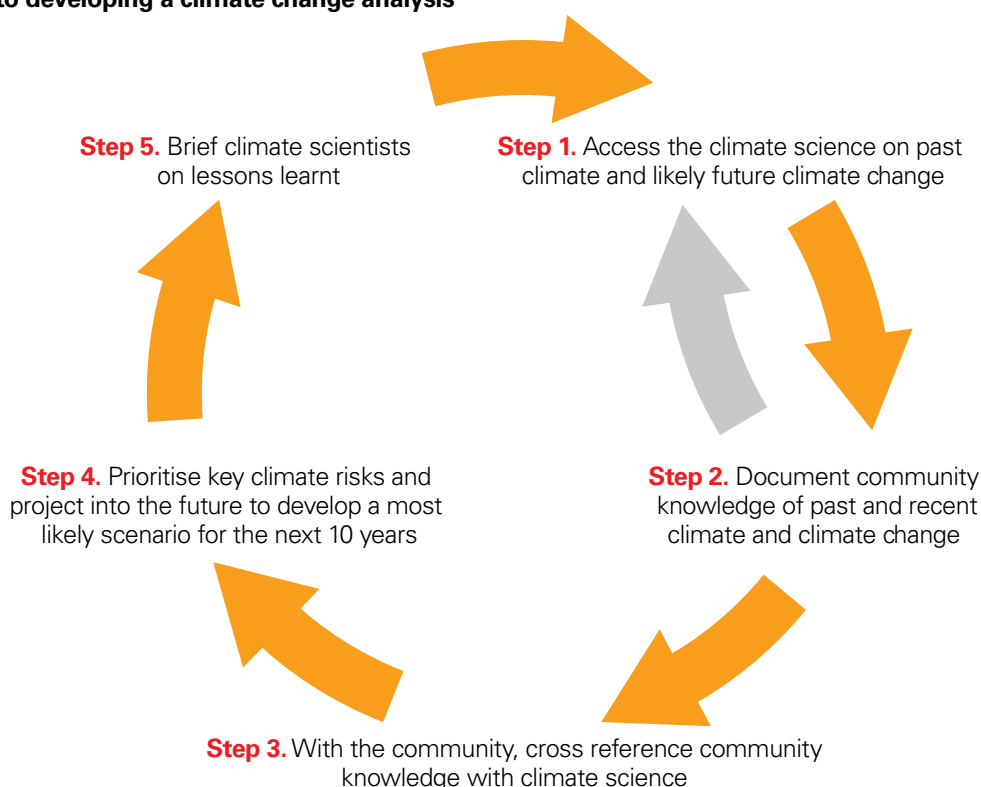 to developing a climate change analysis
Step 5. Brief climate scientists
on lessons learnt
Step 1. Access the climate science on past
climate and likely future climate change
Step 4. Prioritise key climate risks and
project into the future to develop a most
likely scenario for the next 10 years
Step 2. Document community
knowledge of past and recent
climate and climate change
Step 3. With the community, cross reference community
knowledge with climate science